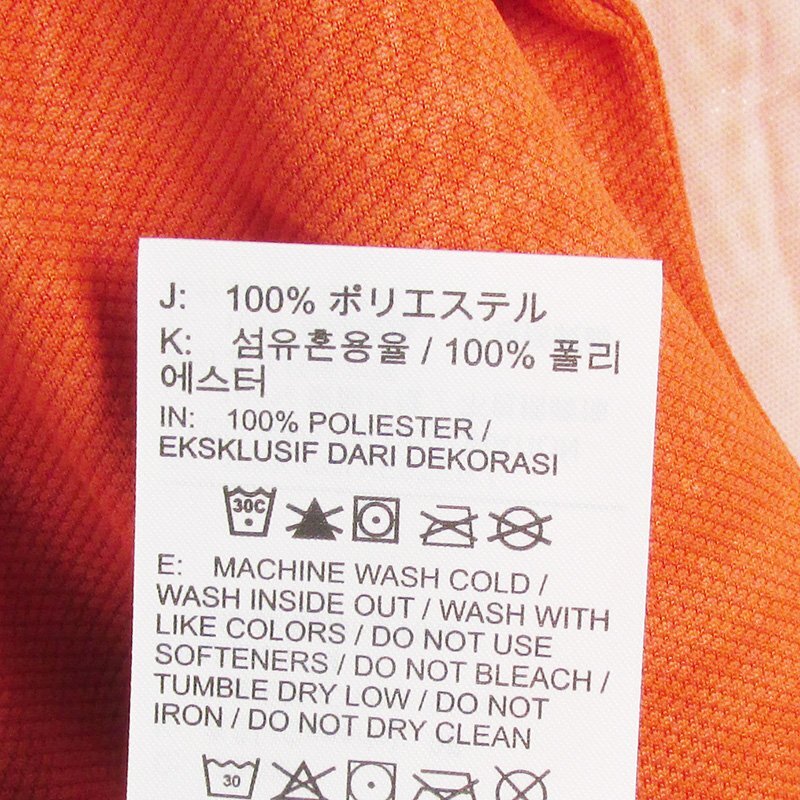 J: 100% ポリエステル
K: 섬유혼용율 / 100% 폴리
에스터
IN: 100% POLIESTER /
EKSKLUSIF DARI DEKORASI
30C
E: MACHINE WASH COLD /
WASH INSIDE OUT / WASH WITH
LIKE COLORS / DO NOT USE
SOFTENERS / DO NOT BLEACH /
TUMBLE DRY LOW / DO NOT
IRON / DO NOT DRY CLEAN
30